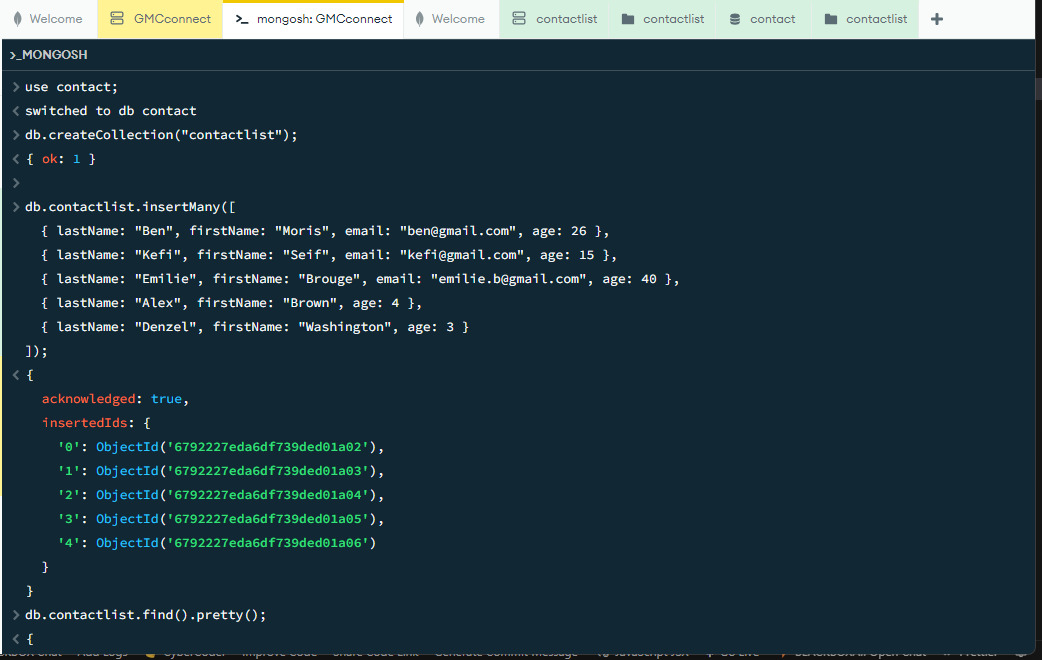 Welcome GMCconnect mongosh: GMCconnect Welcome contactlist contactlist contact contactlist
>_MONGOSH
> use contact;
< switched to db contact
> db.createCollection("contactlist");
< { ok: 1 }
>
> db.contactlist.insertMany([
{ lastName: "Ben", firstName: "Moris", email: "ben@gmail.com", age: 26 },
{ lastName: "Kefi", firstName: "Seif", email: "kefi@gmail.com", age: 15 },
{ lastName: "Emilie", firstName: "Brouge", email: "emilie.b@gmail.com", age: 40 },
{ lastName: "Alex", firstName: "Brown", age: 4 },
{ lastName: "Denzel", firstName: "Washington", age: 3 }
]);
< {
acknowledged: true,
insertedIds: {
'0': ObjectId('6792227eda6df739ded01a02'),
'1': ObjectId('6792227eda6df739ded01a03'),
'2': ObjectId('6792227eda6df739ded01a04'),
'3': ObjectId('6792227eda6df739ded01a05'),
'4': ObjectId('6792227eda6df739ded01a06')
}
}
> db.contactlist.find().pretty();
< {